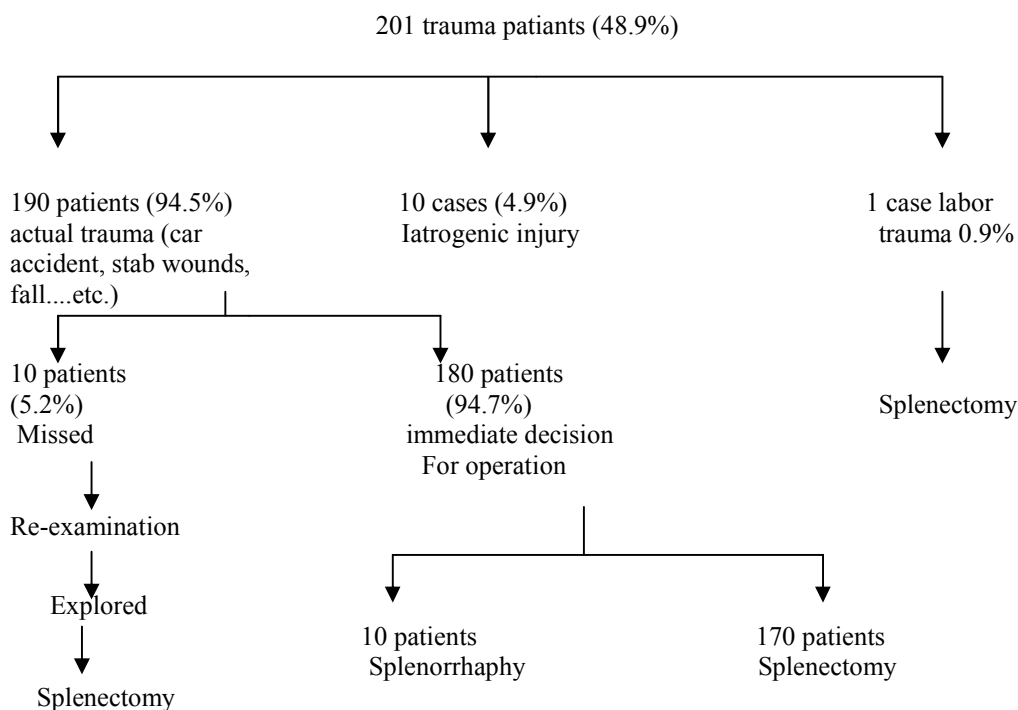 201 trauma patiants (48.9%)
190 patients (94.5%)
actual trauma (car
accident, stab wounds,
fall....etc.)
10 cases (4.9%)
Iatrogenic injury
1 case labor
trauma 0.9%
10 patients
(5.2%)
Missed
180 patients
(94.7%)
immediate decision
For operation
Splenectomy
Re-examination
Explored
Splenectomy
10 patients
Splenorrhaphy
170 patients
Splenectomy